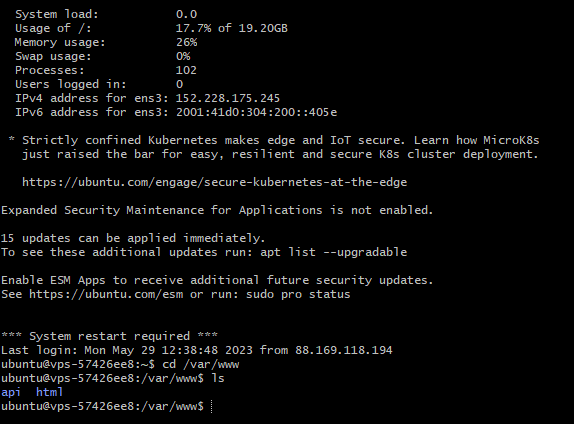 System load:           0.0
Usage of /:            17.7% of 19.20GB
Memory usage:          26%
Swap usage:            0%
Processes:             102
Users logged in:       0
IPv4 address for ens3: 152.228.175.245
IPv6 address for ens3: 2001:41d0:304:200::405e
* Strictly confined Kubernetes makes edge and IoT secure. Learn how MicroK8s
just raised the bar for easy, resilient and secure K8s cluster deployment.
https://ubuntu.com/engage/secure-kubernetes-at-the-edge
Expanded Security Maintenance for Applications is not enabled.
15 updates can be applied immediately.
To see these additional updates run: apt list --upgradable
Enable ESM Apps to receive additional future security updates.
See https://ubuntu.com/esm or run: sudo pro status
*** System restart required ***
Last login: Mon May 29 12:38:48 2023 from 88.169.118.194
ubuntu@vps-57426ee8:~$ cd /var/www
ubuntu@vps-57426ee8:/var/www$ ls
api  html
ubuntu@vps-57426ee8:/var/www$